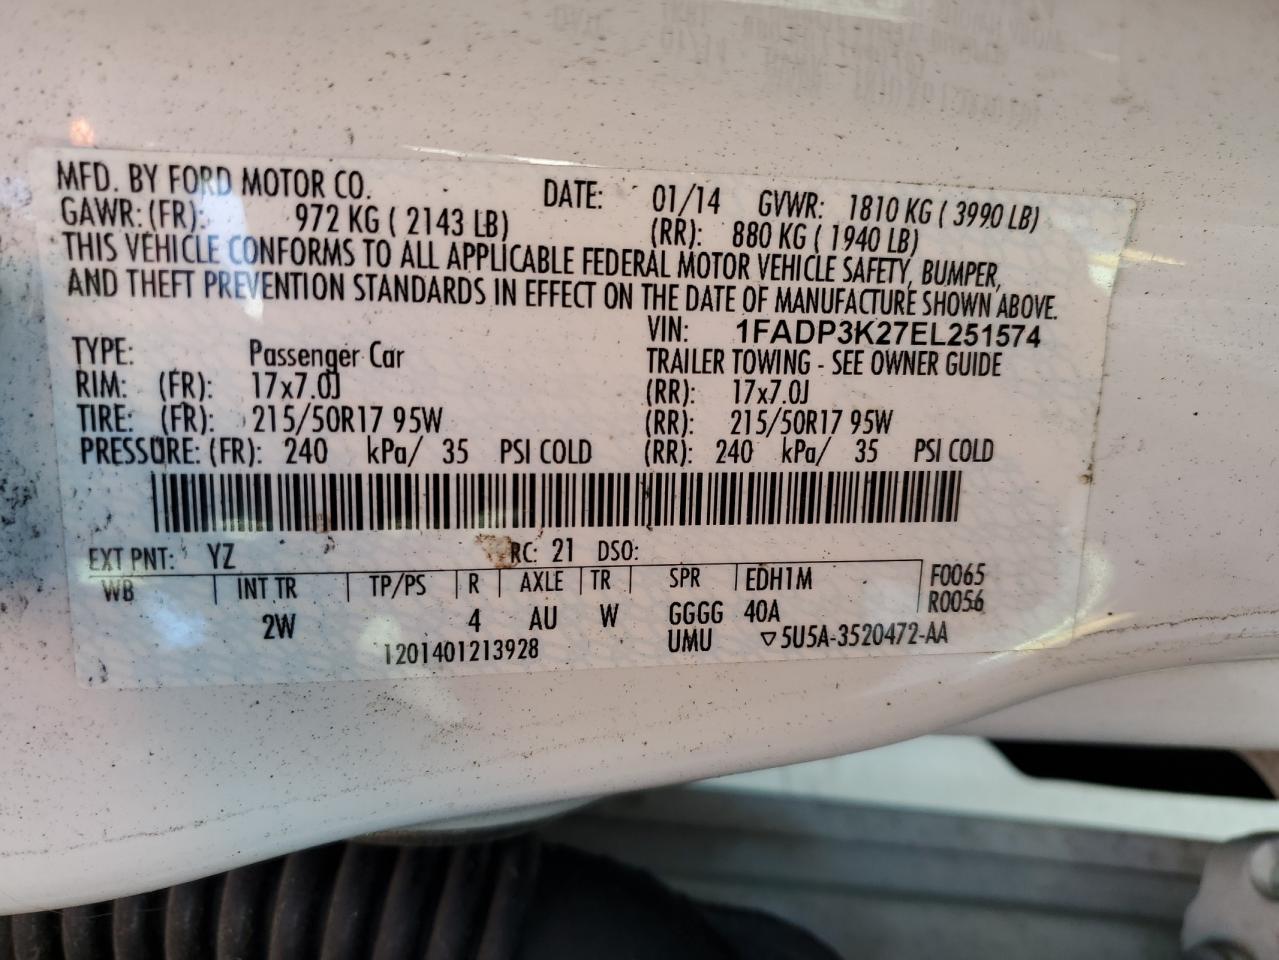 MFD. BY FORD MOTOR CO. DATE: 01/14 GVWR: 1810 KG ( 3990 LB)
GAWR: (FR): 972 KG ( 2143 LB) (RR): 880 KG ( 1940 LB)
THIS VEHICLE CONFORMS TO ALL APPLICABLE FEDERAL MOTOR VEHICLE SAFETY, BUMPER,
AND THEFT PREVENTION STANDARDS IN EFFECT ON THE DATE OF MANUFACTURE SHOWN ABOVE.
VIN: 1FADP3K27EL251574
TYPE: Passenger Car TRAILER TOWING - SEE OWNER GUIDE
RIM: (FR): 17x7.0J (RR): 17x7.0J
TIRE: (FR): 215/50R17 95W (RR): 215/50R17 95W
PRESSURE: (FR): 240 kPa/ 35 PSI COLD (RR): 240 kPa/ 35 PSI COLD
EXT PNT: YZ RC: 21 DSO:
WB INT TR TP/PS R AXLE TR SPR EDH1M F0065
R0056
2W 4 AU W GGGG 40A
1201401213928 UMU ▽5U5A-3520472-AA